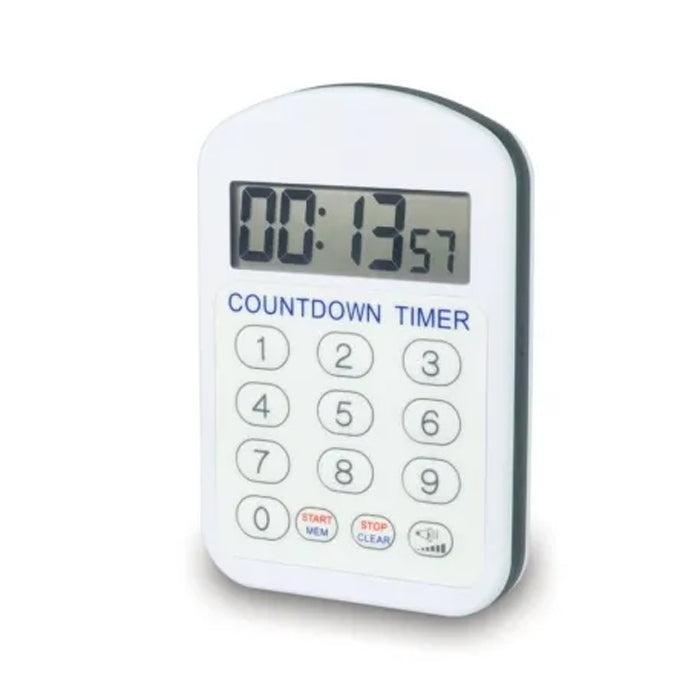 00:13 57
COUNTDOWN TIMER
1 2 3
4 5 6
7 8 9
0 START MEM STOP CLEAR